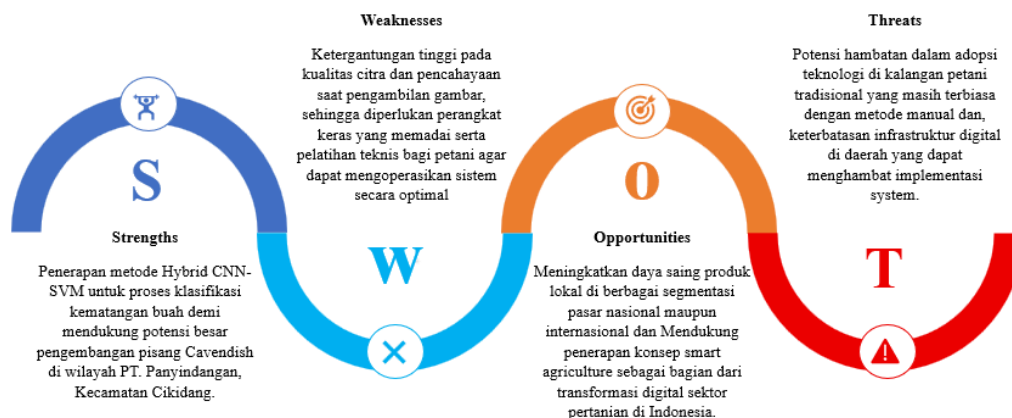 Weaknesses
Ketergantungan tinggi pada
kualitas citra dan pencahayaan
saat pengambilan gambar,
sehingga diperlukan perangkat
keras yang memadai serta
pelatihan teknis bagi petani agar
dapat mengoperasikan sistem
secara optimal
Threats
Potensi hambatan dalam adopsi
teknologi di kalangan petani
tradisional yang masih terbiasa
dengan metode manual dan,
keterbatasan infrastruktur digital
di daerah yang dapat
menghambat implementasi
system.
S
W
0
T
Strengths
Penerapan metode Hybrid CNN-
SVM untuk proses klasifikasi
kematangan buah demi
mendukung potensi besar
pengembangan pisang Cavendish
di wilayah PT. Panyindangan,
Kecamatan Cikidang.
Opportunities
Meningkatkan daya saing produk
lokal di berbagai segmentasi
pasar nasional maupun
internasional dan Mendukung
penerapan konsep smart
agriculture sebagai bagian dari
transformasi digital sektor
pertanian di Indonesia.